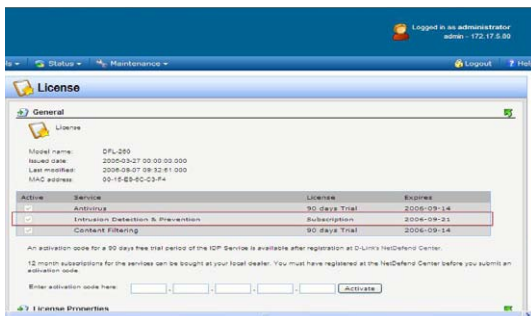 Logged in as administrator
admin - 172.17.5.80
ls Status Maintenance Logout Hel
License
General
License
Model name: DFL-260
Issued date: 2006-03-27 00:00:00.000
Last modified: 2006-09-07 09:32:51.000
MAC address: 00-15-E9-6C-C3-F4
Active Service License Expires
Antivirus 90 days Trial 2006-09-14
Intrusion Detection & Prevention Subscription 2006-09-21
Content Filtering 90 days Trial 2006-09-14
An activation code for a 90 days free trial period of the IDP Service is available after registration at D-Link's NetDefend Center.
12 month subscriptions for the services can be bought at your local dealer. You must have registered at the NetDefend Center before you submit an
activation code.
Enter activation code here: - - - - Activate
License Properties